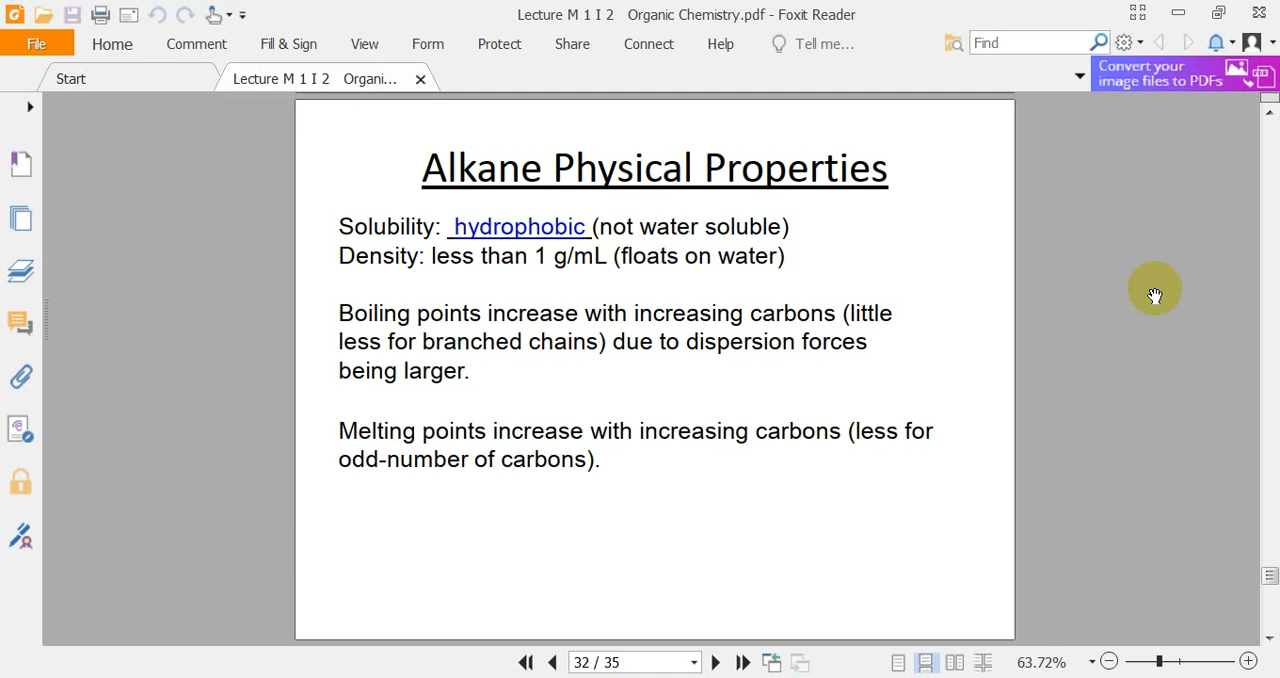 Lecture M 1 I 2 Organic Chemistry.pdf - Foxit Reader
File Home Comment Fill & Sign View Form Protect Share Connect Help Tell me... Find
Start Lecture M 1 I 2 Organi... Convert your
image files to PDFs
Alkane Physical Properties
Solubility: hydrophobic (not water soluble)
Density: less than 1 g/mL (floats on water)
Boiling points increase with increasing carbons (little
less for branched chains) due to dispersion forces
being larger.
Melting points increase with increasing carbons (less for
odd-number of carbons).
32 / 35 63.72%